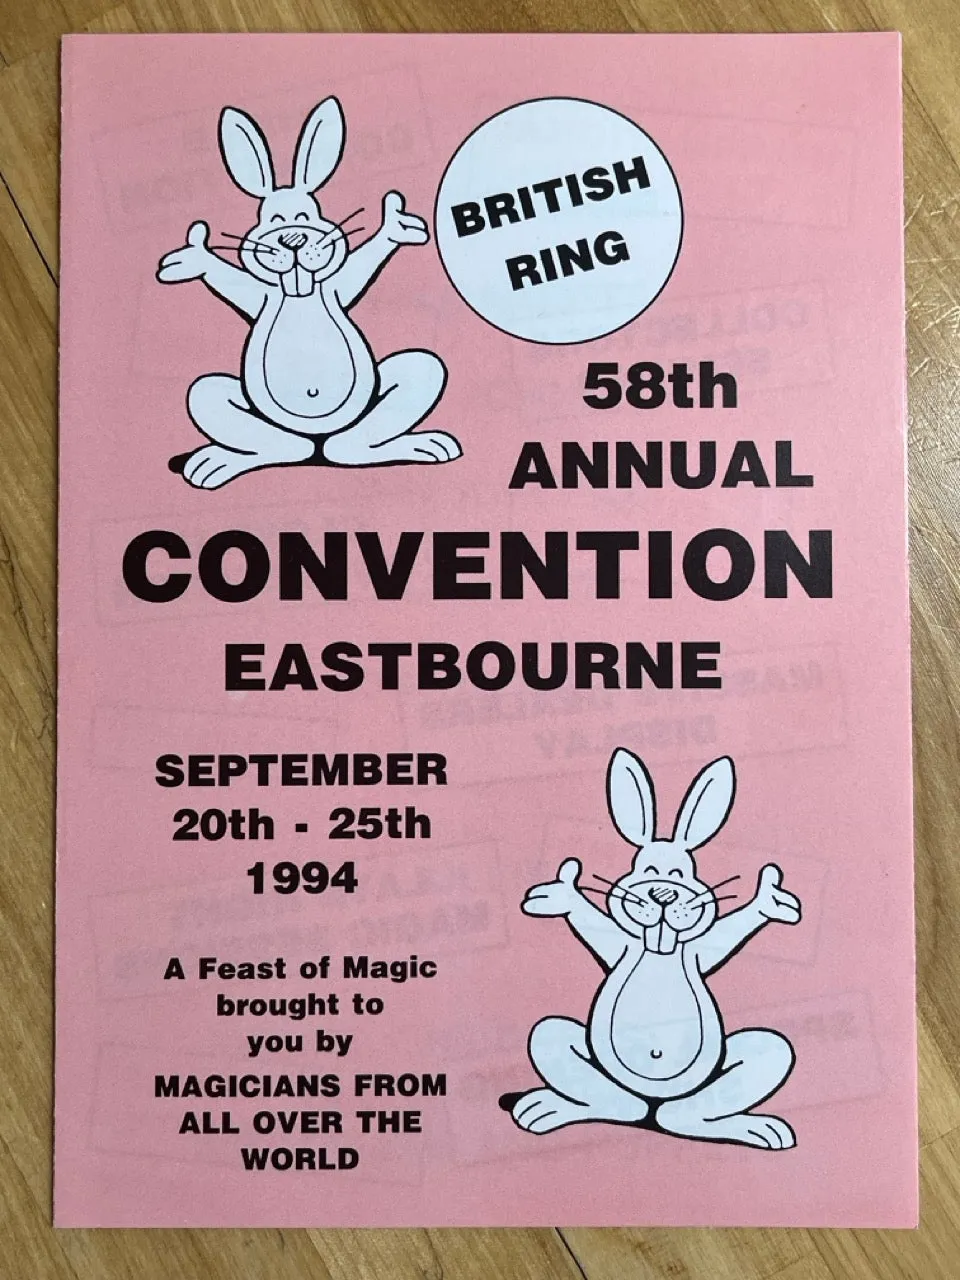 BRITISH
RING
58th
ANNUAL
CONVENTION
EASTBOURNE
SEPTEMBER
20th - 25th
1994
A Feast of Magic
brought to
you by
MAGICIANS FROM
ALL OVER THE
WORLD